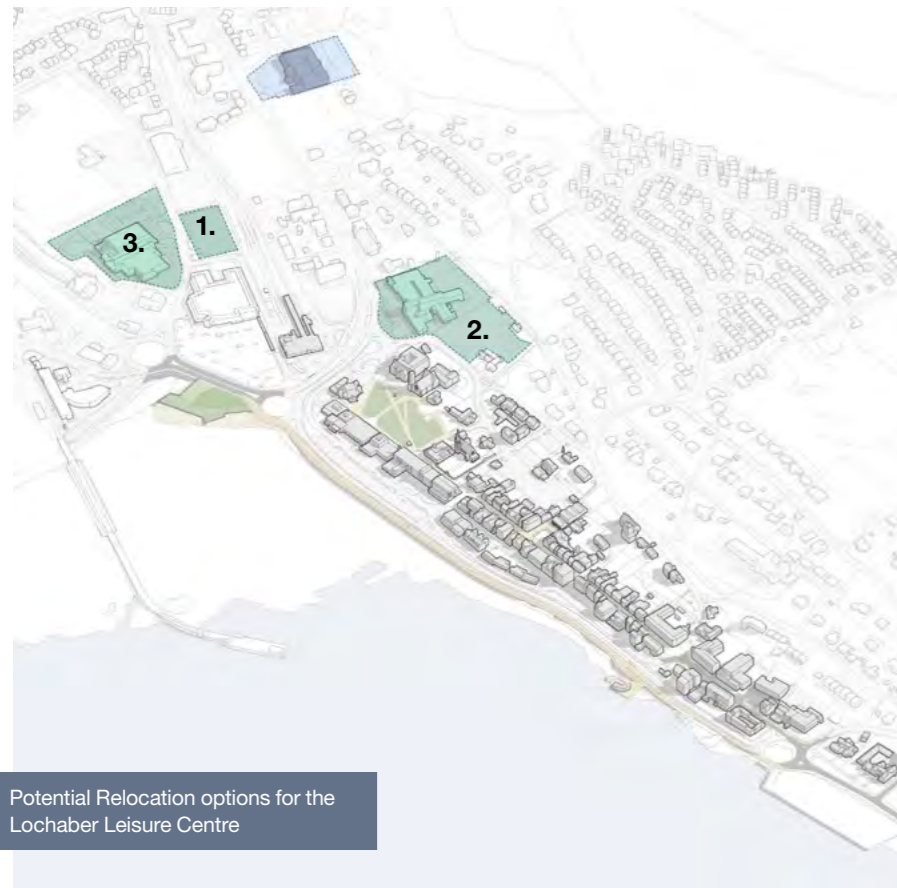 3.
1.
2.
Potential Relocation options for the
Lochaber Leisure Centre